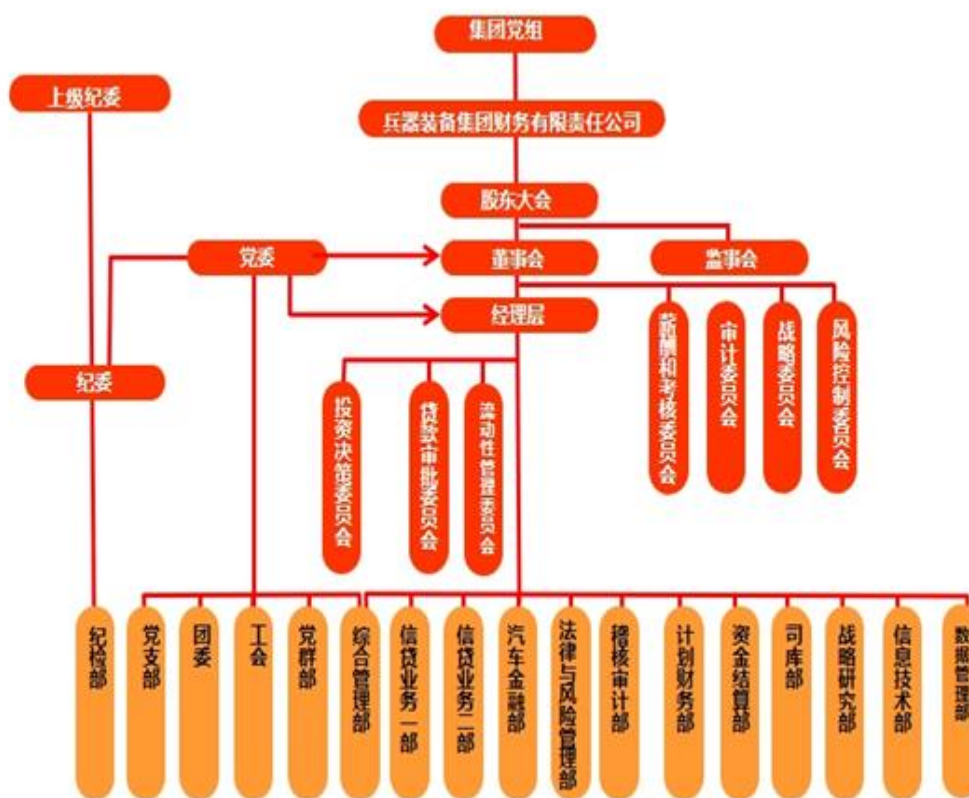 集团党组
上级纪委
兵器装备集团财务有限责任公司
股东大会
党委
董事会
监事会
经理层
纪委
薪酬和考核委员会
审计委员会
战略委员会
风险控制委员会
投资决策委员会
贷款审批委员会
流动性管理委员会
纪检部
党支部
团委
工会
党群部
综合管理部
信贷业务一部
信贷业务二部
汽车金融部
法律与风险管理部
稽核审计部
计划财务部
资金结算部
司库部
战略研究部
信息技术部
数据管理部